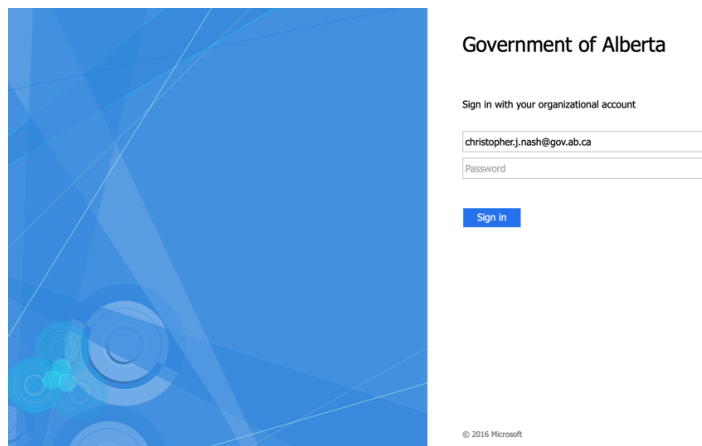 Government of Alberta
Sign in with your organizational account
christopher.j.nash@gov.ab.ca
Password
Sign in
© 2016 Microsoft